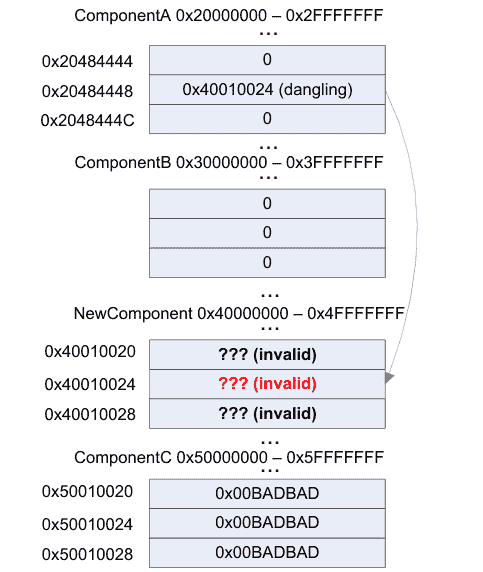 ComponentA 0x20000000 – 0x2FFFFFFF
...
0x20484444 0
0x20484448 0x40010024 (dangling)
0x2048444C 0
...
ComponentB 0x30000000 – 0x3FFFFFFF
...
0
0
0
...
NewComponent 0x40000000 – 0x4FFFFFFF
...
0x40010020 ??? (invalid)
0x40010024 ??? (invalid)
0x40010028 ??? (invalid)
...
ComponentC 0x50000000 – 0x5FFFFFFF
...
0x50010020 0x00BADBAD
0x50010024 0x00BADBAD
0x50010028 0x00BADBAD